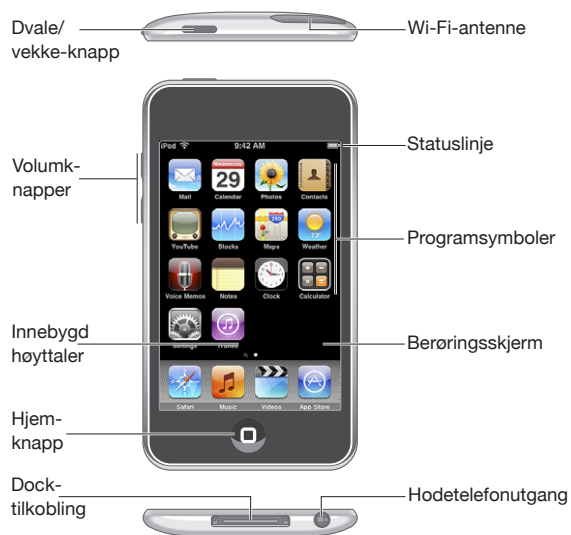 Dvale/
vekke-knapp
Wi-Fi-antenne
iPod 9:42 AM
Statuslinje
Volumk-
napper
Wednesday
29
280
73°
Mail Calendar Photos Contacts
YouTube Stocks Maps Weather
Programsymboler
Voice Memos Notes Clock Calculator
Innebygd
høyttaler
Settings iTunes
Berøringsskjerm
Safari Music Videos App Store
Hjem-
knapp
Dock-
tilkobling
Hodetelefonutgang